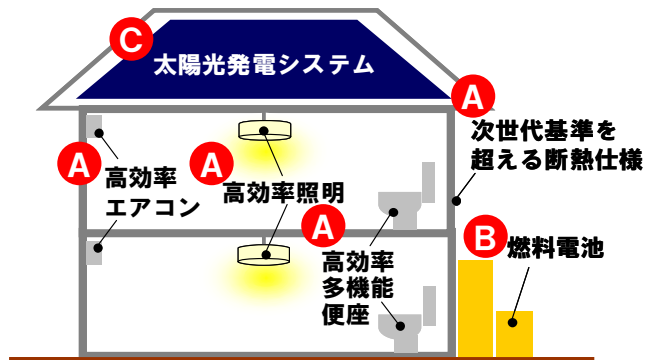 C
太陽光発電システム
A
次世代基準を
超える断熱仕様
A
高効率
エアコン
A
高効率照明
A
高効率
多機能
便座
B
燃料電池